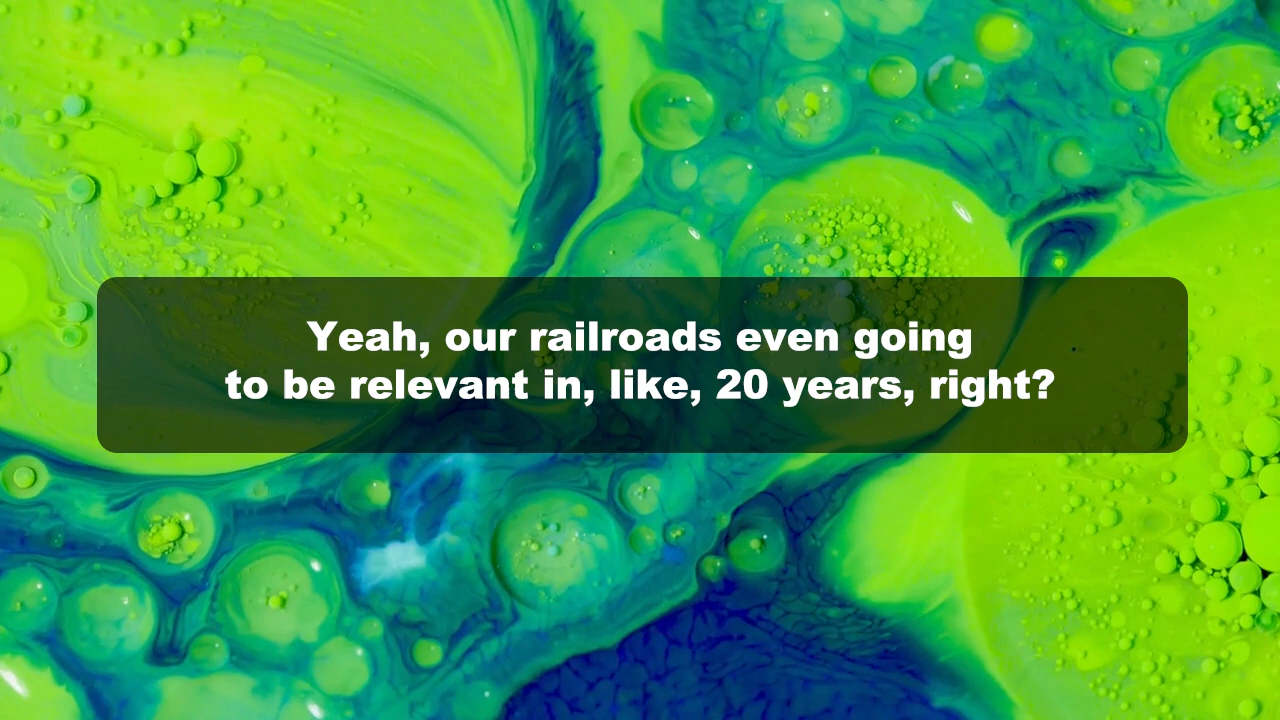 Yeah, our railroads even going
to be relevant in, like, 20 years, right?